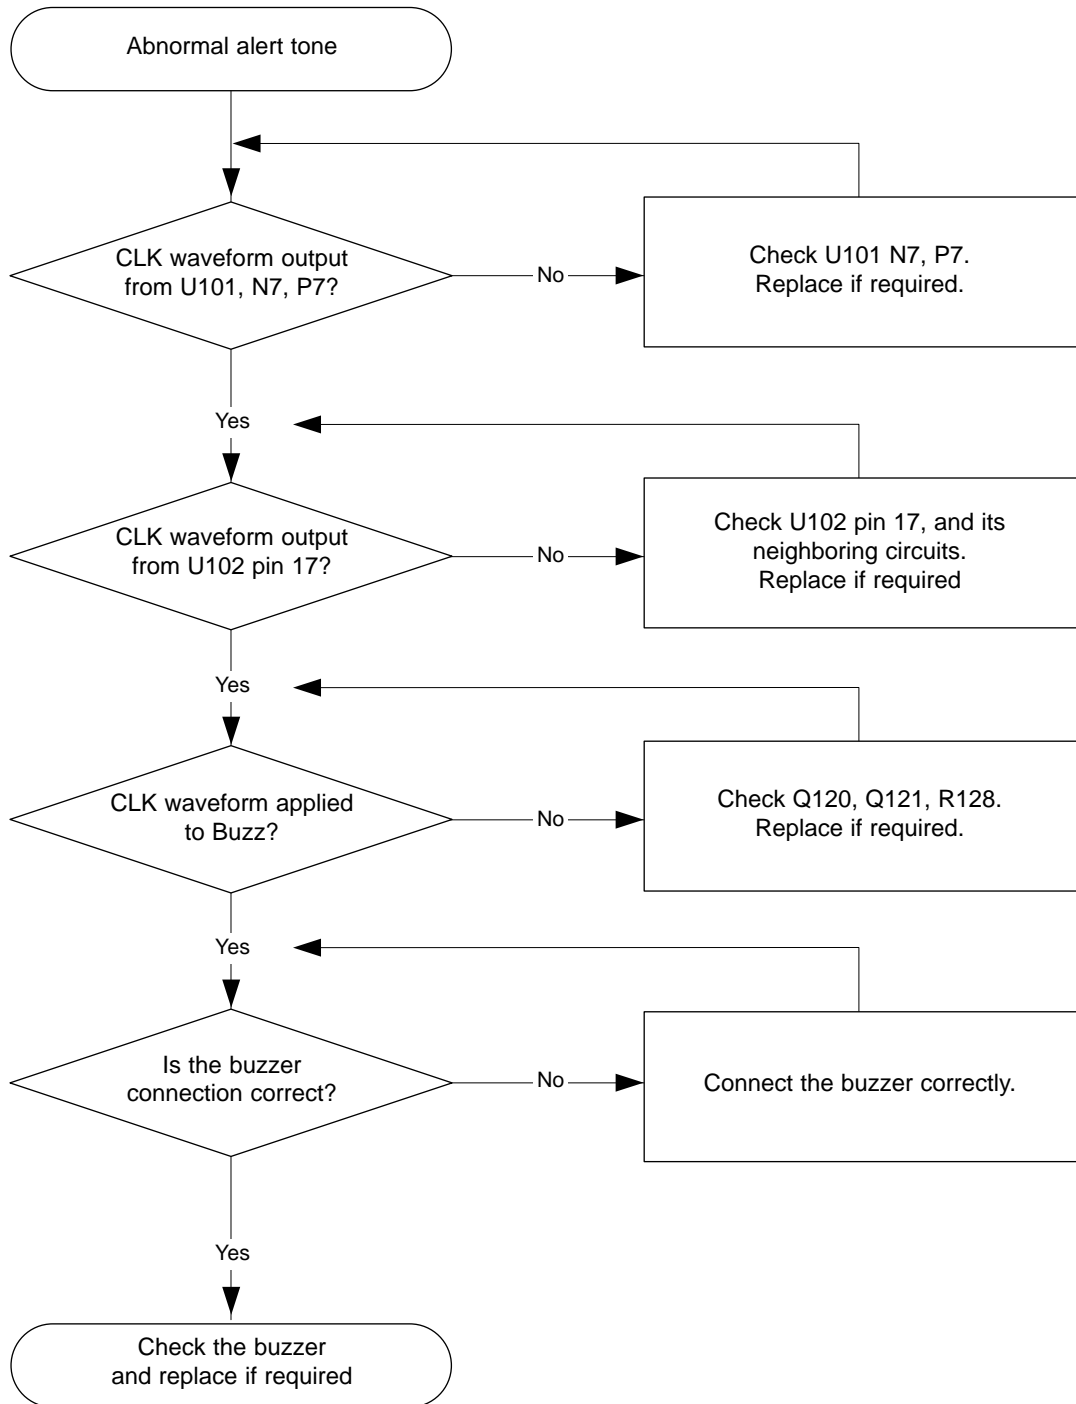 Abnormal alert tone
CLK waveform output
from U101, N7, P7?
No
Check U101 N7, P7.
Replace if required.
Yes
CLK waveform output
from U102 pin 17?
No
Check U102 pin 17, and its
neighboring circuits.
Replace if required
Yes
CLK waveform applied
to Buzz?
No
Check Q120, Q121, R128.
Replace if required.
Yes
Is the buzzer
connection correct?
No
Connect the buzzer correctly.
Yes
Check the buzzer
and replace if required